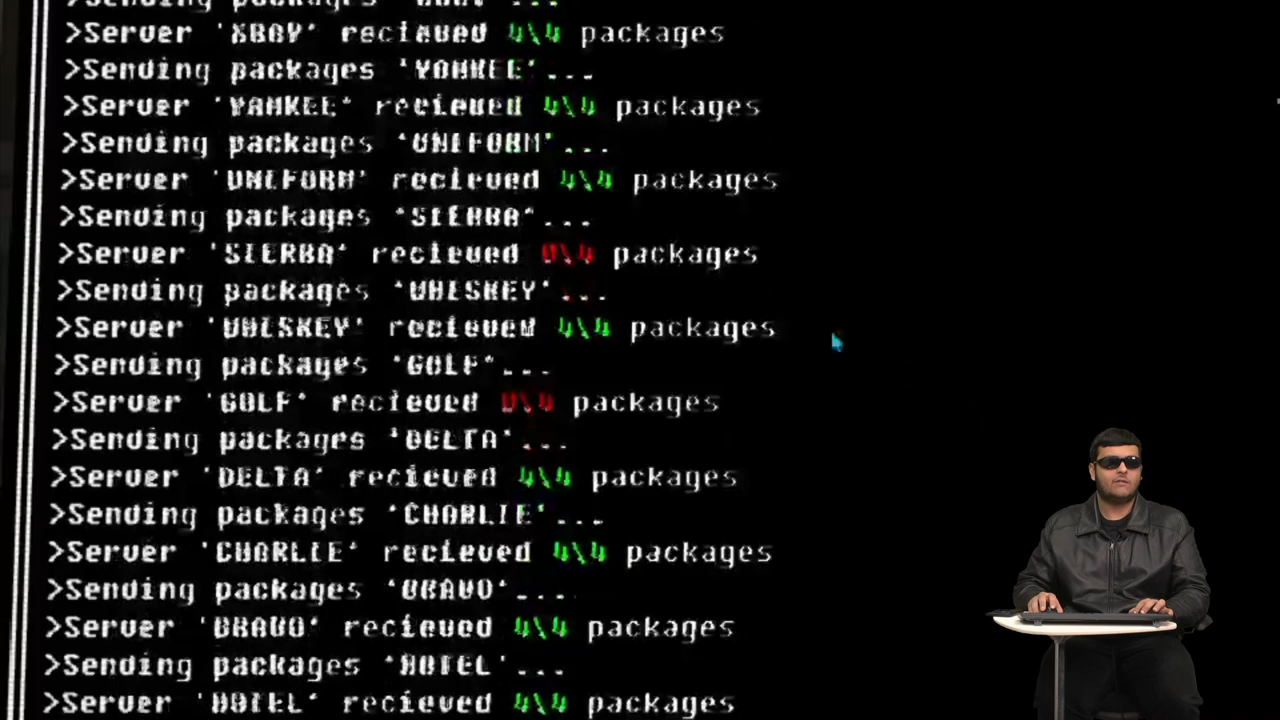 >Sending packages ...
>Server 'XRAY' recieved 4\4 packages
>Sending packages 'YANKEE'...
>Server 'YANKEE' recieved 4\4 packages
>Sending packages 'UNIFORM'...
>Server 'UNIFORM' recieved 4\4 packages
>Sending packages 'SIERRA'...
>Server 'SIERRA' recieved 0\4 packages
>Sending packages 'WHISKEY'...
>Server 'WHISKEY' recieved 4\4 packages
>Sending packages 'GOLF'...
>Server 'GOLF' recieved 0\4 packages
>Sending packages 'DELTA'...
>Server 'DELTA' recieved 4\4 packages
>Sending packages 'CHARLIE'...
>Server 'CHARLIE' recieved 4\4 packages
>Sending packages 'BRAVO'...
>Server 'BRAVO' recieved 4\4 packages
>Sending packages 'HOTEL'...
>Server 'HOTEL' recieved 4\4 packages